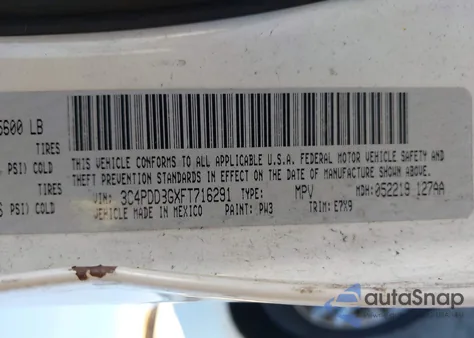 5600 LB
TIRES
PSI) COLD
TIRES
PSI) COLD
THIS VEHICLE CONFORMS TO ALL APPLICABLE U.S.A. FEDERAL MOTOR VEHICLE SAFETY AND
THEFT PREVENTION STANDARDS IN EFFECT ON THE DATE OF MANUFACTURE SHOWN ABOVE.
VIN: 3C4PDD3GXFT716291 TYPE: MPV MDH: 052219 127AA
VEHICLE MADE IN MEXICO PAINT: PW3 TRIM: E7X9
autoSnap